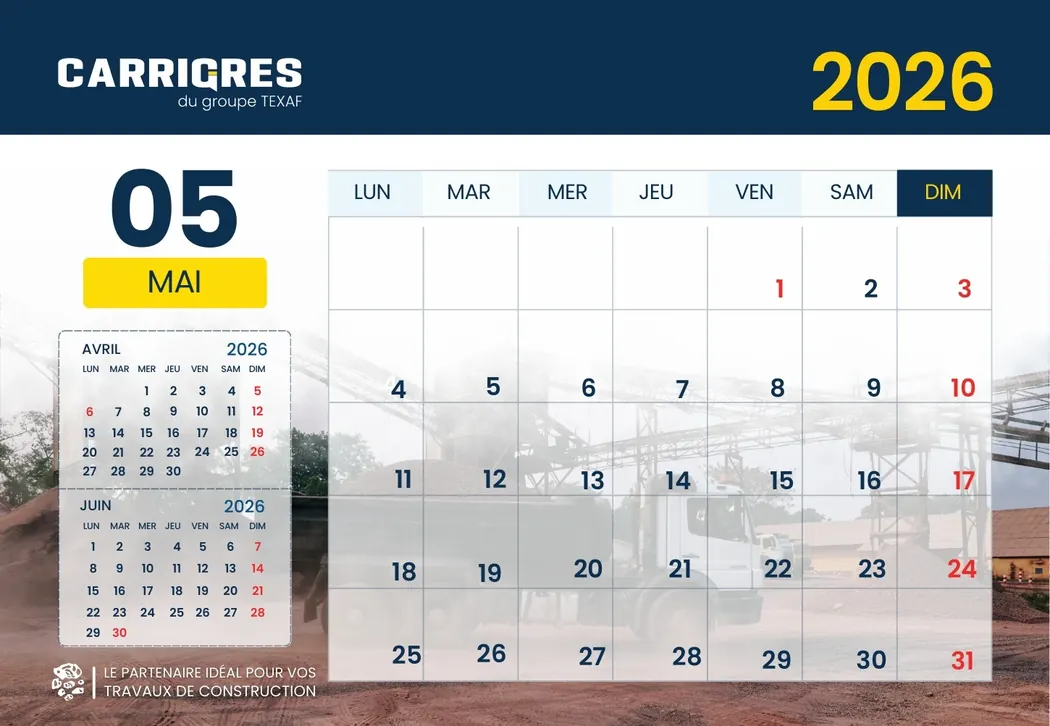 CARRIGRES
du groupe TEXAF
2026
05
MAI
LUN MAR MER JEU VEN SAM DIM
1 2 3
4 5 6 7 8 9 10
11 12 13 14 15 16 17
18 19 20 21 22 23 24
25 26 27 28 29 30 31
AVRIL 2026
LUN MAR MER JEU VEN SAM DIM
1 2 3 4 5
6 7 8 9 10 11 12
13 14 15 16 17 18 19
20 21 22 23 24 25 26
27 28 29 30
JUIN 2026
LUN MAR MER JEU VEN SAM DIM
1 2 3 4 5 6 7
8 9 10 11 12 13 14
15 16 17 18 19 20 21
22 23 24 25 26 27 28
29 30
LE PARTENAIRE IDÉAL POUR VOS
TRAVAUX DE CONSTRUCTION